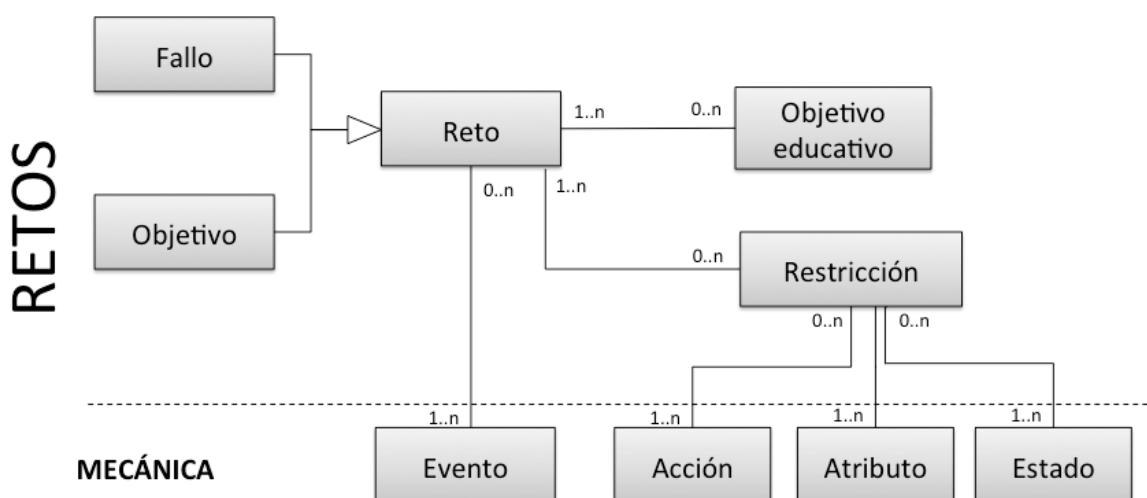 RETOS
Fallo
Objetivo
Reto
1..n
0..n
Objetivo
educativo
0..n
1..n
0..n
Restricción
0..n
0..n
1..n
1..n
1..n
1..n
MECÁNICA
Evento
Acción
Atributo
Estado